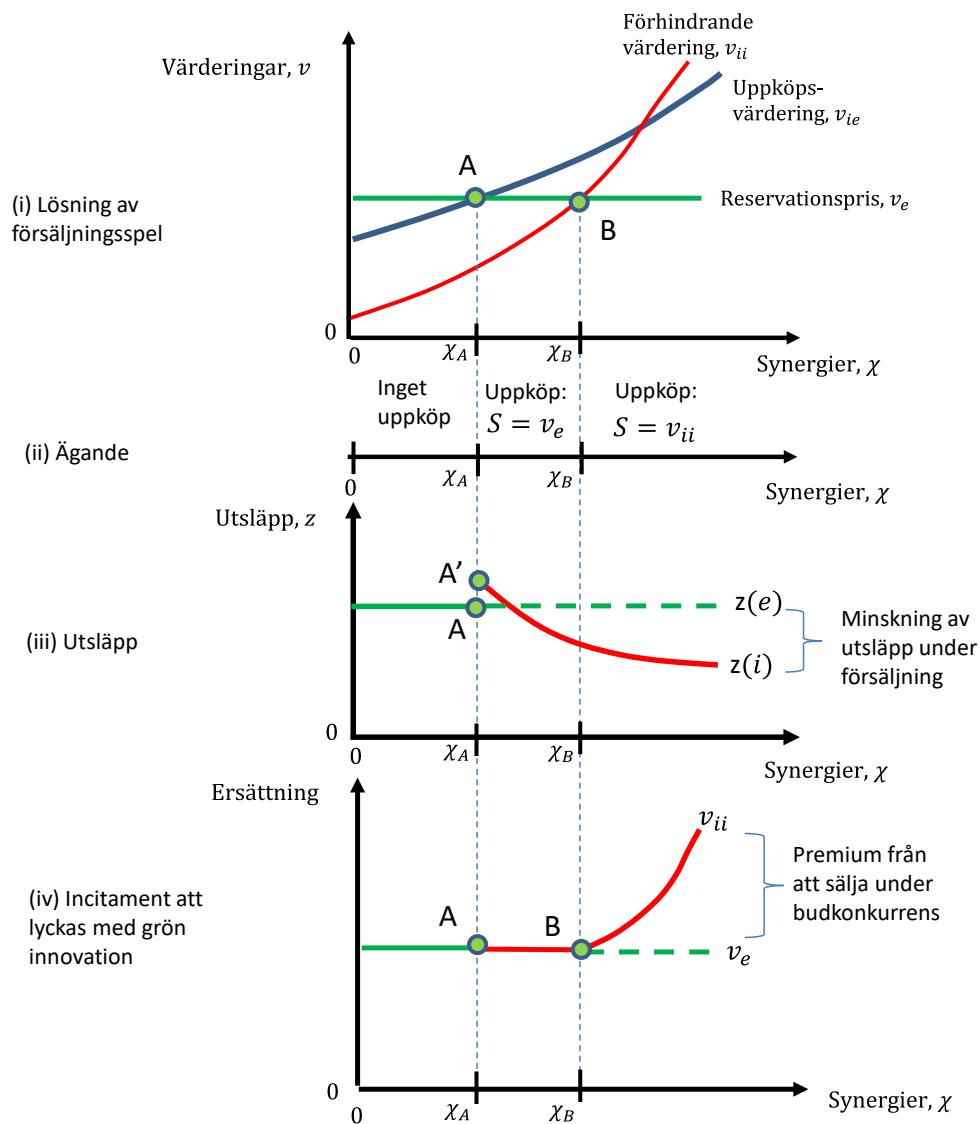 Förhindrande
värdering, v_ii
Värderingar, v
Uppköps-
värdering, v_ie
A
(i) Lösning av
försäljningsspel
Reservationspris, v_e
B
0
0
χ_A
χ_B
Synergier, χ
Inget
uppköp
Uppköp:
S = v_e
Uppköp:
S = v_ii
(ii) Ägande
0
χ_A
χ_B
Synergier, χ
Utsläpp, z
A’
A
z(e)
z(i)
(iii) Utsläpp
Minskning av
utsläpp under
försäljning
0
0
χ_A
χ_B
Synergier, χ
Ersättning
v_ii
Premium från
att sälja under
budkonkurrens
(iv) Incitament att
lyckas med grön
innovation
A
B
v_e
0
0
χ_A
χ_B
Synergier, χ